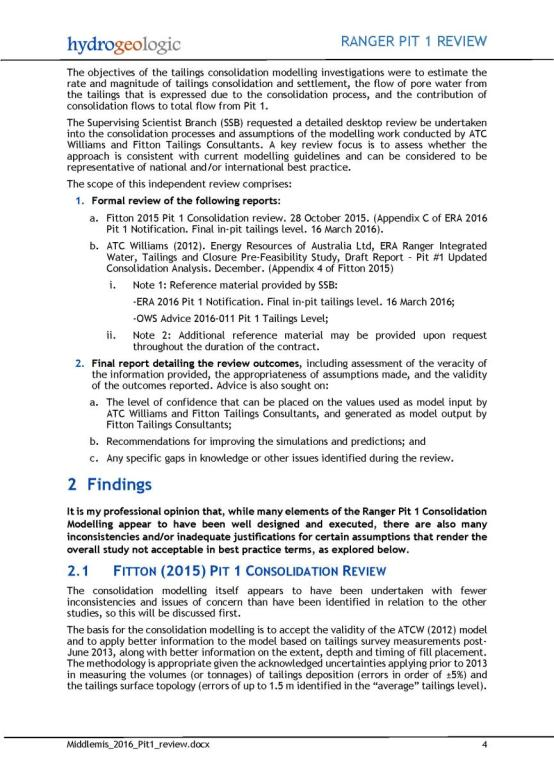 hydrogeologic
RANGER PIT 1 REVIEW
The objectives of the tailings consolidation modelling investigations were to estimate the
rate and magnitude of tailings consolidation and settlement, the flow of pore water from
the tailings that is expressed due to the consolidation process, and the contribution of
consolidation flows to total flow from Pit 1.
The Supervising Scientist Branch (SSB) requested a detailed desktop review be undertaken
into the consolidation processes and assumptions of the modelling work conducted by ATC
Williams and Fitton Tailings Consultants. A key review focus is to assess whether the
approach is consistent with current modelling guidelines and can be considered to be
representative of national and/or international best practice.
The scope of this independent review comprises:
1. Formal review of the following reports:
a. Fitton 2015 Pit 1 Consolidation review. 28 October 2015. (Appendix C of ERA 2016
Pit 1 Notification. Final in-pit tailings level. 16 March 2016).
b. ATC Williams (2012). Energy Resources of Australia Ltd, ERA Ranger Integrated
Water, Tailings and Closure Pre-Feasibility Study, Draft Report – Pit #1 Updated
Consolidation Analysis. December. (Appendix 4 of Fitton 2015)
i. Note 1: Reference material provided by SSB:
-ERA 2016 Pit 1 Notification. Final in-pit tailings level. 16 March 2016;
-OWS Advice 2016-011 Pit 1 Tailings Level;
ii. Note 2: Additional reference material may be provided upon request
throughout the duration of the contract.
2. Final report detailing the review outcomes, including assessment of the veracity of
the information provided, the appropriateness of assumptions made, and the validity
of the outcomes reported. Advice is also sought on:
a. The level of confidence that can be placed on the values used as model input by
ATC Williams and Fitton Tailings Consultants, and generated as model output by
Fitton Tailings Consultants;
b. Recommendations for improving the simulations and predictions; and
c. Any specific gaps in knowledge or other issues identified during the review.
2 Findings
It is my professional opinion that, while many elements of the Ranger Pit 1 Consolidation
Modelling appear to have been well designed and executed, there are also many
inconsistencies and/or inadequate justifications for certain assumptions that render the
overall study not acceptable in best practice terms, as explored below.
2.1 FITTON (2015) PIT 1 CONSOLIDATION REVIEW
The consolidation modelling itself appears to have been undertaken with fewer
inconsistencies and issues of concern than have been identified in relation to the other
studies, so this will be discussed first.
The basis for the consolidation modelling is to accept the validity of the ATCW (2012) model
and to apply better information to the model based on tailings survey measurements post-
June 2013, along with better information on the extent, depth and timing of fill placement.
The methodology is appropriate given the acknowledged uncertainties applying prior to 2013
in measuring the volumes (or tonnages) of tailings deposition (errors in order of ±5%) and
the tailings surface topology (errors of up to 1.5 m identified in the “average” tailings level).
Middlemis_2016_Pit1_review.docx
4